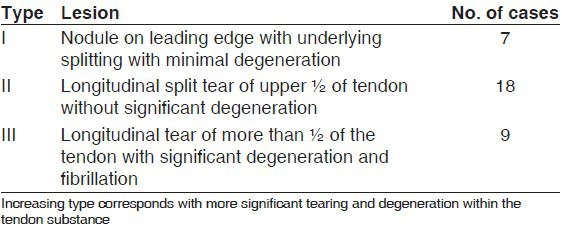 Type Lesion No. of cases
I Nodule on leading edge with underlying 7
splitting with minimal degeneration
II Longitudinal split tear of upper ½ of tendon 18
without significant degeneration
III Longitudinal tear of more than ½ of the 9
tendon with significant degeneration and
fibrillation
Increasing type corresponds with more significant tearing and degeneration within the
tendon substance